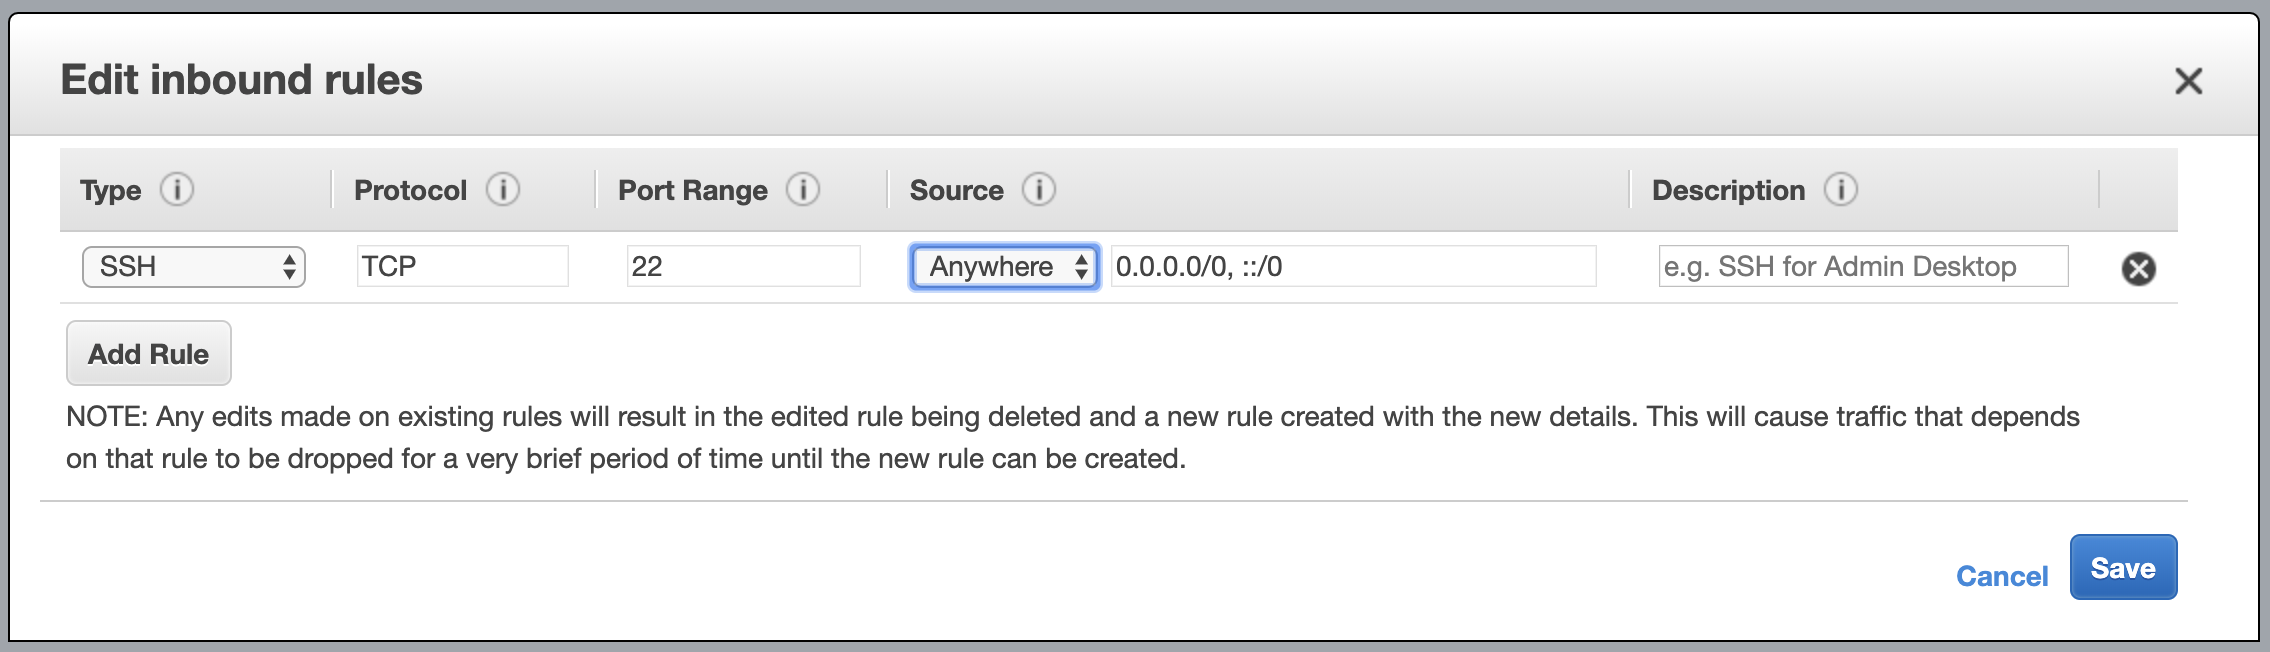 Edit inbound rules
Type Protocol Port Range Source Description
SSH TCP 22 Anywhere 0.0.0.0/0, ::/0 e.g. SSH for Admin Desktop
Add Rule
NOTE: Any edits made on existing rules will result in the edited rule being deleted and a new rule created with the new details. This will cause traffic that depends
on that rule to be dropped for a very brief period of time until the new rule can be created.
Cancel Save